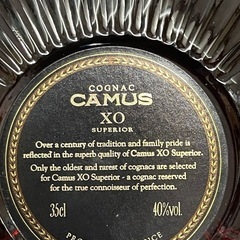 COGNAC
CAMUS
XO
SUPERIOR
Over a century of tradition and family pride is
reflected in the superb quality of Camus XO Superior.
Only the oldest and rarest of cognacs are selected
for Camus XO Superior - a cognac reserved
for the true connoisseur of perfection.
35cl 40%vol.